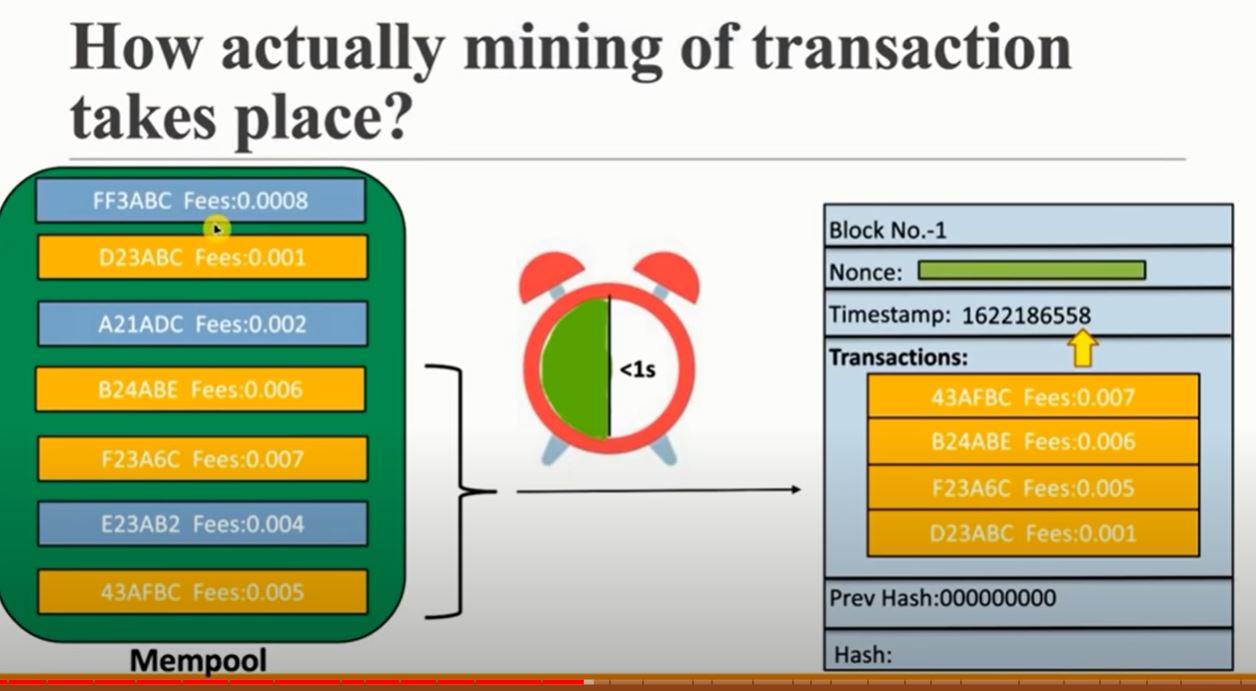 How actually mining of transaction
takes place?
FF3ABC Fees:0.0008
D23ABC Fees:0.001
A21ADC Fees:0.002
B24ABE Fees:0.006
F23A6C Fees:0.007
E23AB2 Fees:0.004
43AFBC Fees:0.005
Mempool
<1s
Block No.-1
Nonce:
Timestamp: 1622186558
Transactions:
43AFBC Fees:0.007
B24ABE Fees:0.006
F23A6C Fees:0.005
D23ABC Fees:0.001
Prev Hash:000000000
Hash: